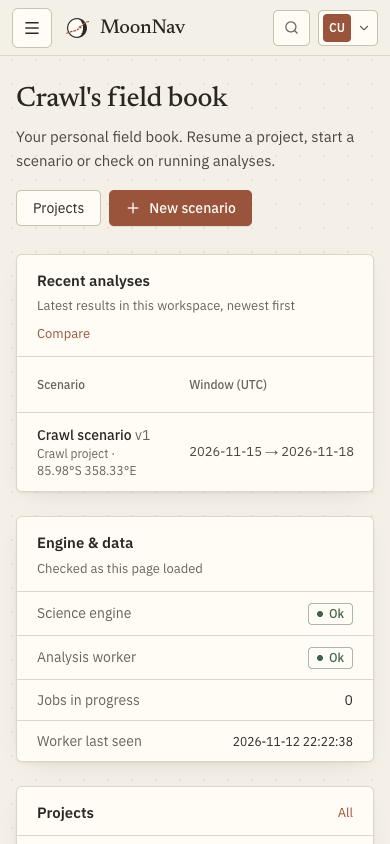 MoonNav
CU
Crawl's field book
Your personal field book. Resume a project, start a
scenario or check on running analyses.
Projects
New scenario
Recent analyses
Latest results in this workspace, newest first
Compare
Scenario Window (UTC)
Crawl scenario v1
Crawl project ·
85.98°S 358.33°E
2026-11-15 → 2026-11-18
Engine & data
Checked as this page loaded
Science engine Ok
Analysis worker Ok
Jobs in progress 0
Worker last seen 2026-11-12 22:22:38
Projects All